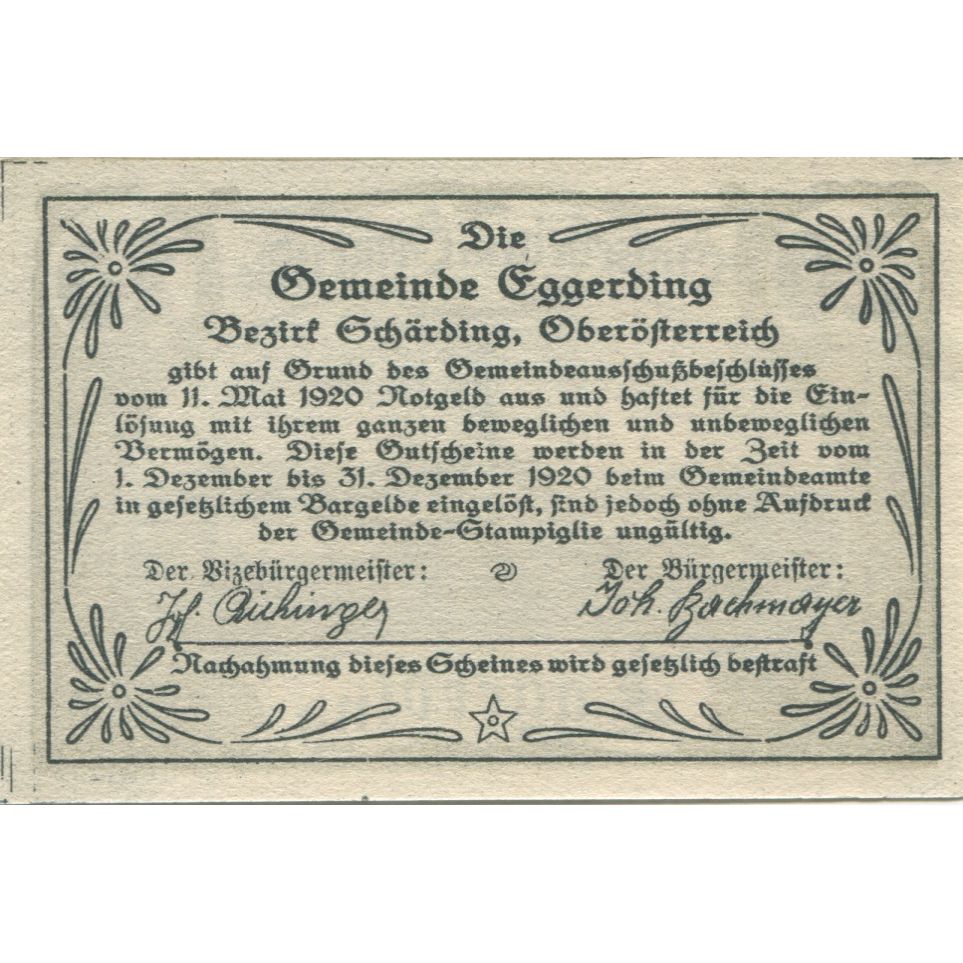 Die
Gemeinde Eggerding
Bezirk Schärding, Oberösterreich
gibt auf Grund des Gemeindeausschußbeschlusses
vom 11. Mai 1920 Notgeld aus und haftet für die Ein-
lösung mit ihrem ganzen beweglichen und unbeweglichen
Vermögen. Diese Gutscheine werden in der Zeit vom
1. Dezember bis 31. Dezember 1920 beim Gemeindeamte
in gesetzlichem Bargelde eingelöst, sind jedoch ohne Aufdruck
der Gemeinde-Stampiglie ungültig.
Der Vizebürgermeister: Der Bürgermeister:
Aichinger Joh. Bachmayer
Nachahmung dieses Scheines wird gesetzlich bestraft